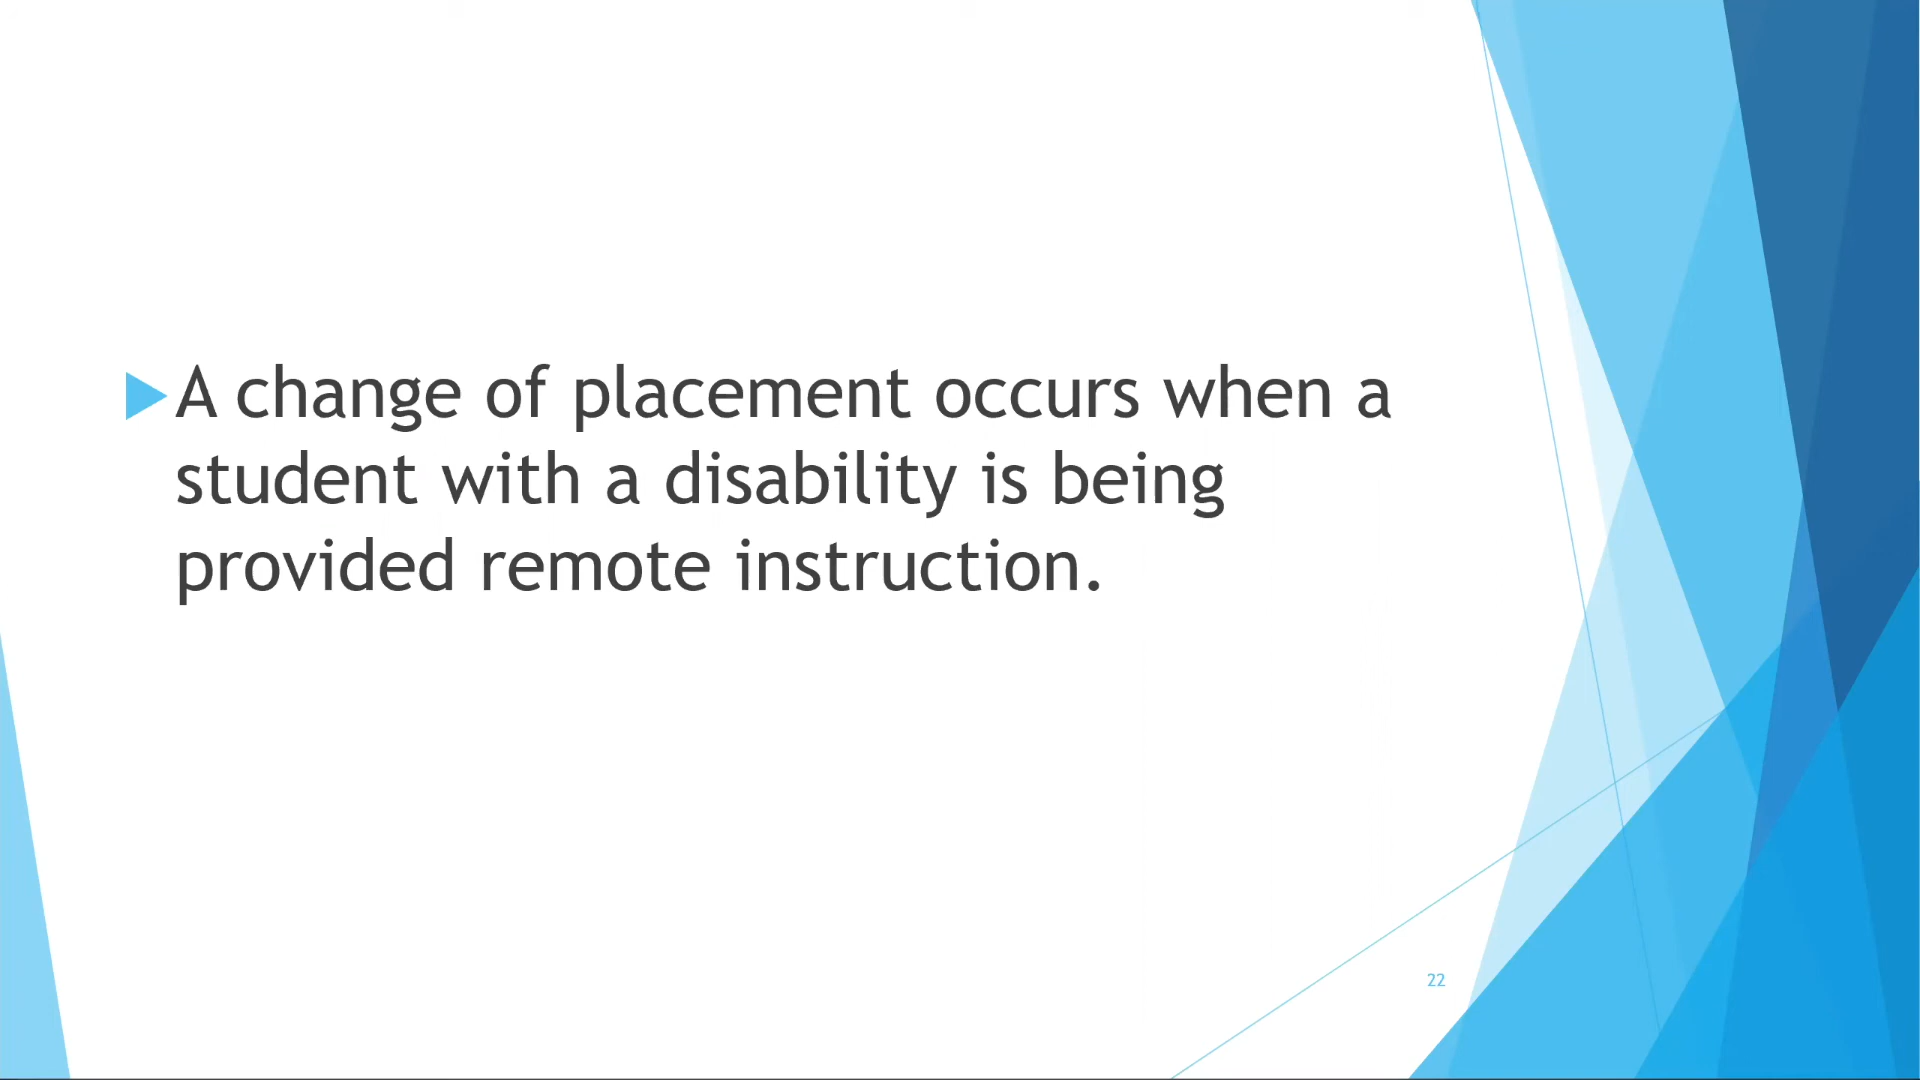 A change of placement occurs when a
student with a disability is being
provided remote instruction.
22